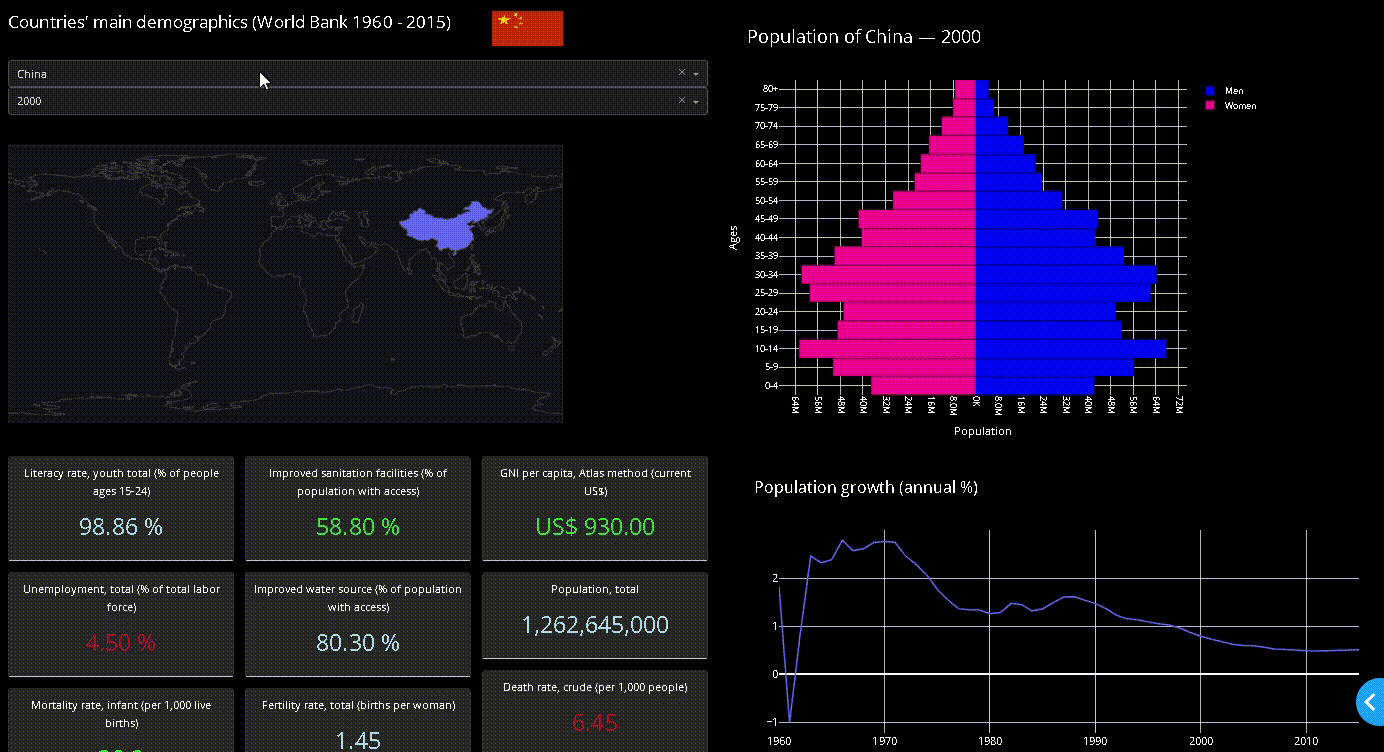 Countries' main demographics (World Bank 1960 - 2015)
China
2000
Literacy rate, youth total (% of people
ages 15-24)
98.86 %
Improved sanitation facilities (% of
population with access)
58.80 %
GNI per capita, Atlas method (current
US$)
US$ 930.00
Unemployment, total (% of total labor
force)
4.50 %
Improved water source (% of population
with access)
80.30 %
Population, total
1,262,645,000
Mortality rate, infant (per 1,000 live
births)
Fertility rate, total (births per woman)
1.45
Death rate, crude (per 1,000 people)
6.45
Population of China — 2000
Men
Women
Ages
80+
75-79
70-74
65-69
60-64
55-59
50-54
45-49
40-44
35-39
30-34
25-29
20-24
15-19
10-14
5-9
0-4
64M 56M 48M 40M 32M 24M 16M 8.0M 0K 8.0M 16M 24M 32M 40M 48M 56M 64M 72M
Population
Population growth (annual %)
2
1
0
−1
1960 1970 1980 1990 2000 2010